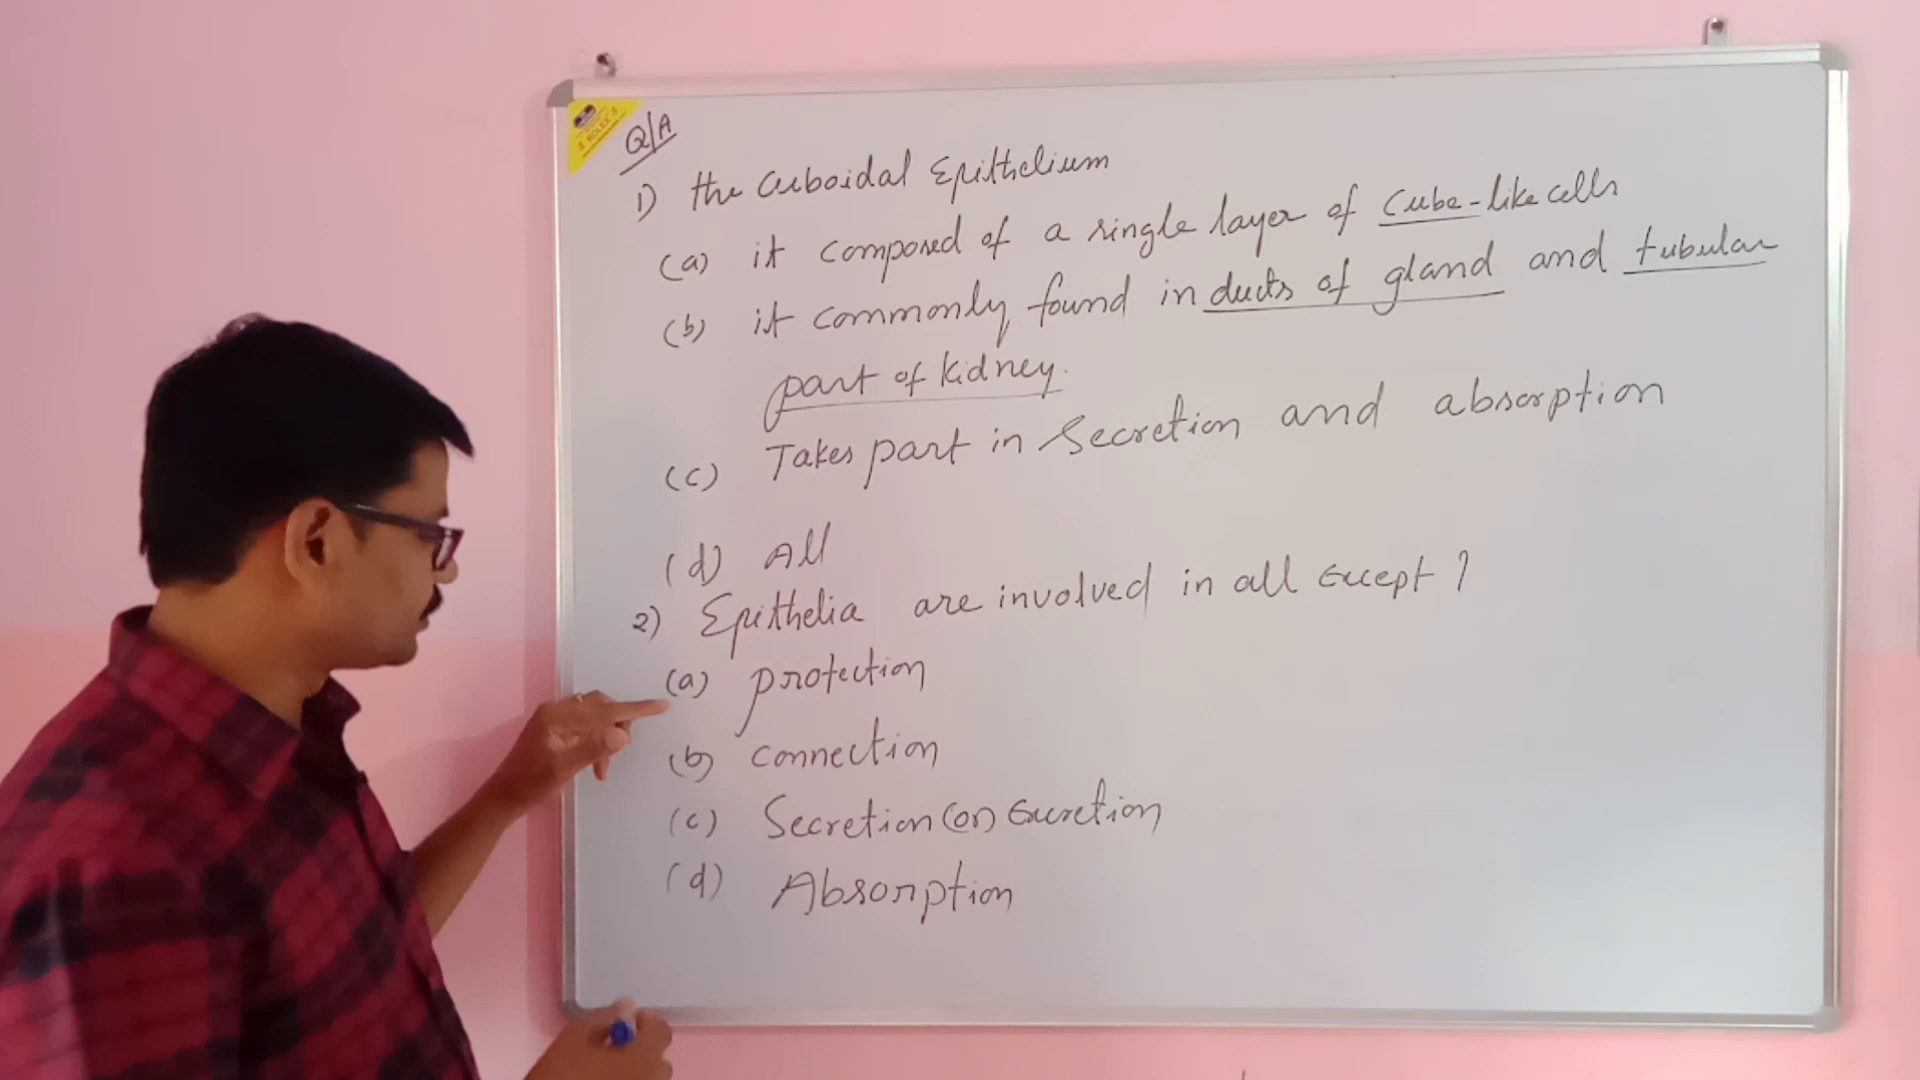 ROLEX
Q/A
1) the Cuboidal Epithelium
(a) it composed of a single layer of Cube-like cells
(b) it commonly found in ducts of gland and tubular
part of kidney.
(c) Takes part in Secretion and absorption
(d) All
2) Epithelia are involved in all Except ?
(a) protection
(b) connection
(c) Secretion (or) Excretion
(d) Absorption